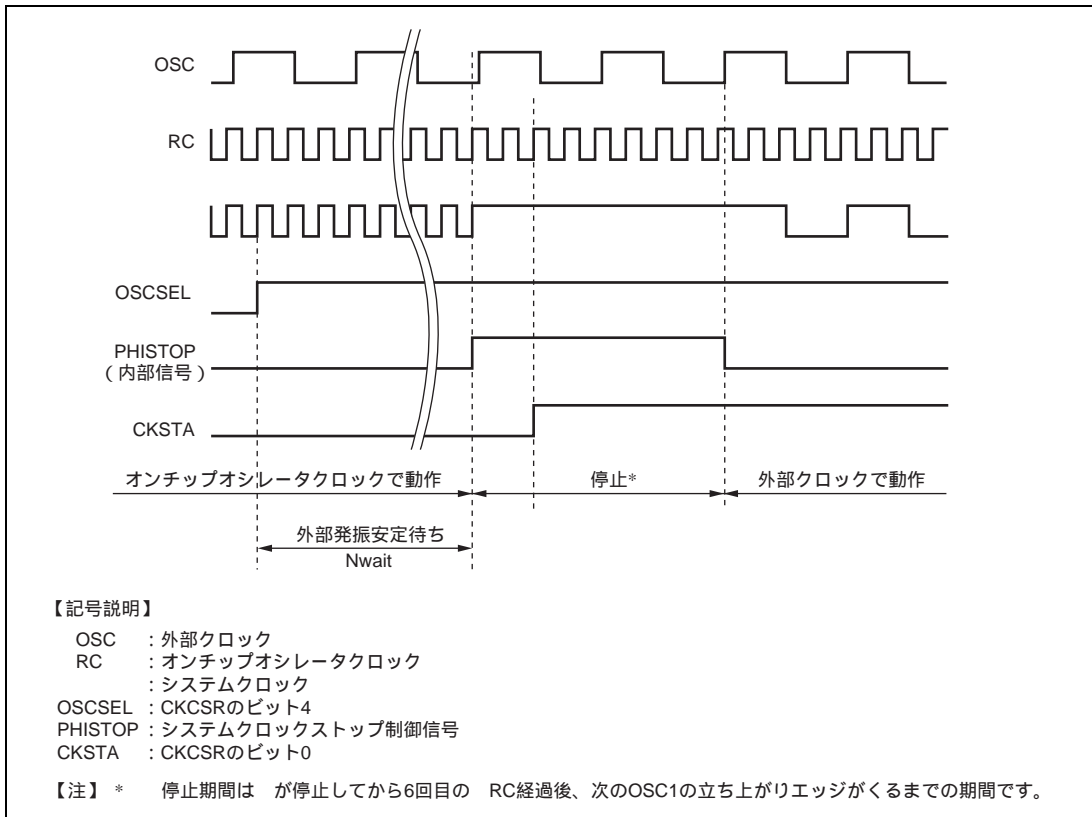 OSC
RC
OSCSEL
PHISTOP
(内部信号)
CKSTA
オンチップオシレータクロックで動作
停止*
外部クロックで動作
外部発振安定待ち
Nwait
【記号説明】
OSC :外部クロック
RC :オンチップオシレータクロック
:システムクロック
OSCSEL :CKCSRのビット4
PHISTOP :システムクロックストップ制御信号
CKSTA :CKCSRのビット0
【注】 * 停止期間は が停止してから6回目の RC経過後、次のOSC1の立ち上がりエッジがくるまでの期間です。